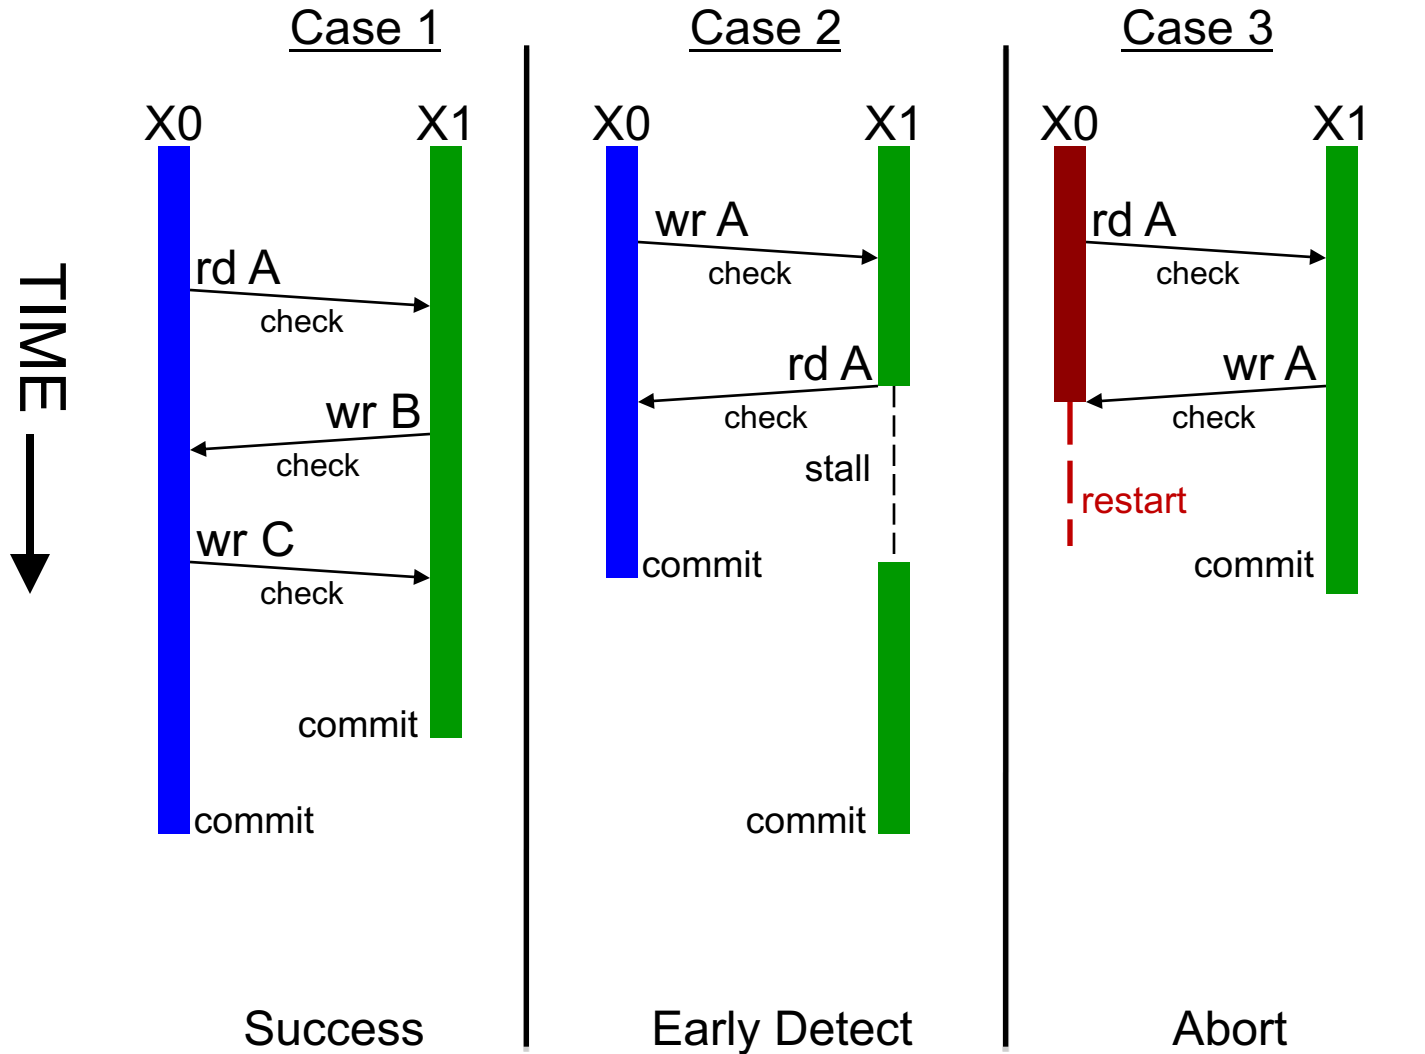 Case 1
Case 2
Case 3
TIME
X0
X1
rd A
check
wr B
check
wr C
check
commit
commit
Success
X0
X1
wr A
check
rd A
check
stall
commit
commit
Early Detect
X0
X1
rd A
check
wr A
check
restart
commit
Abort